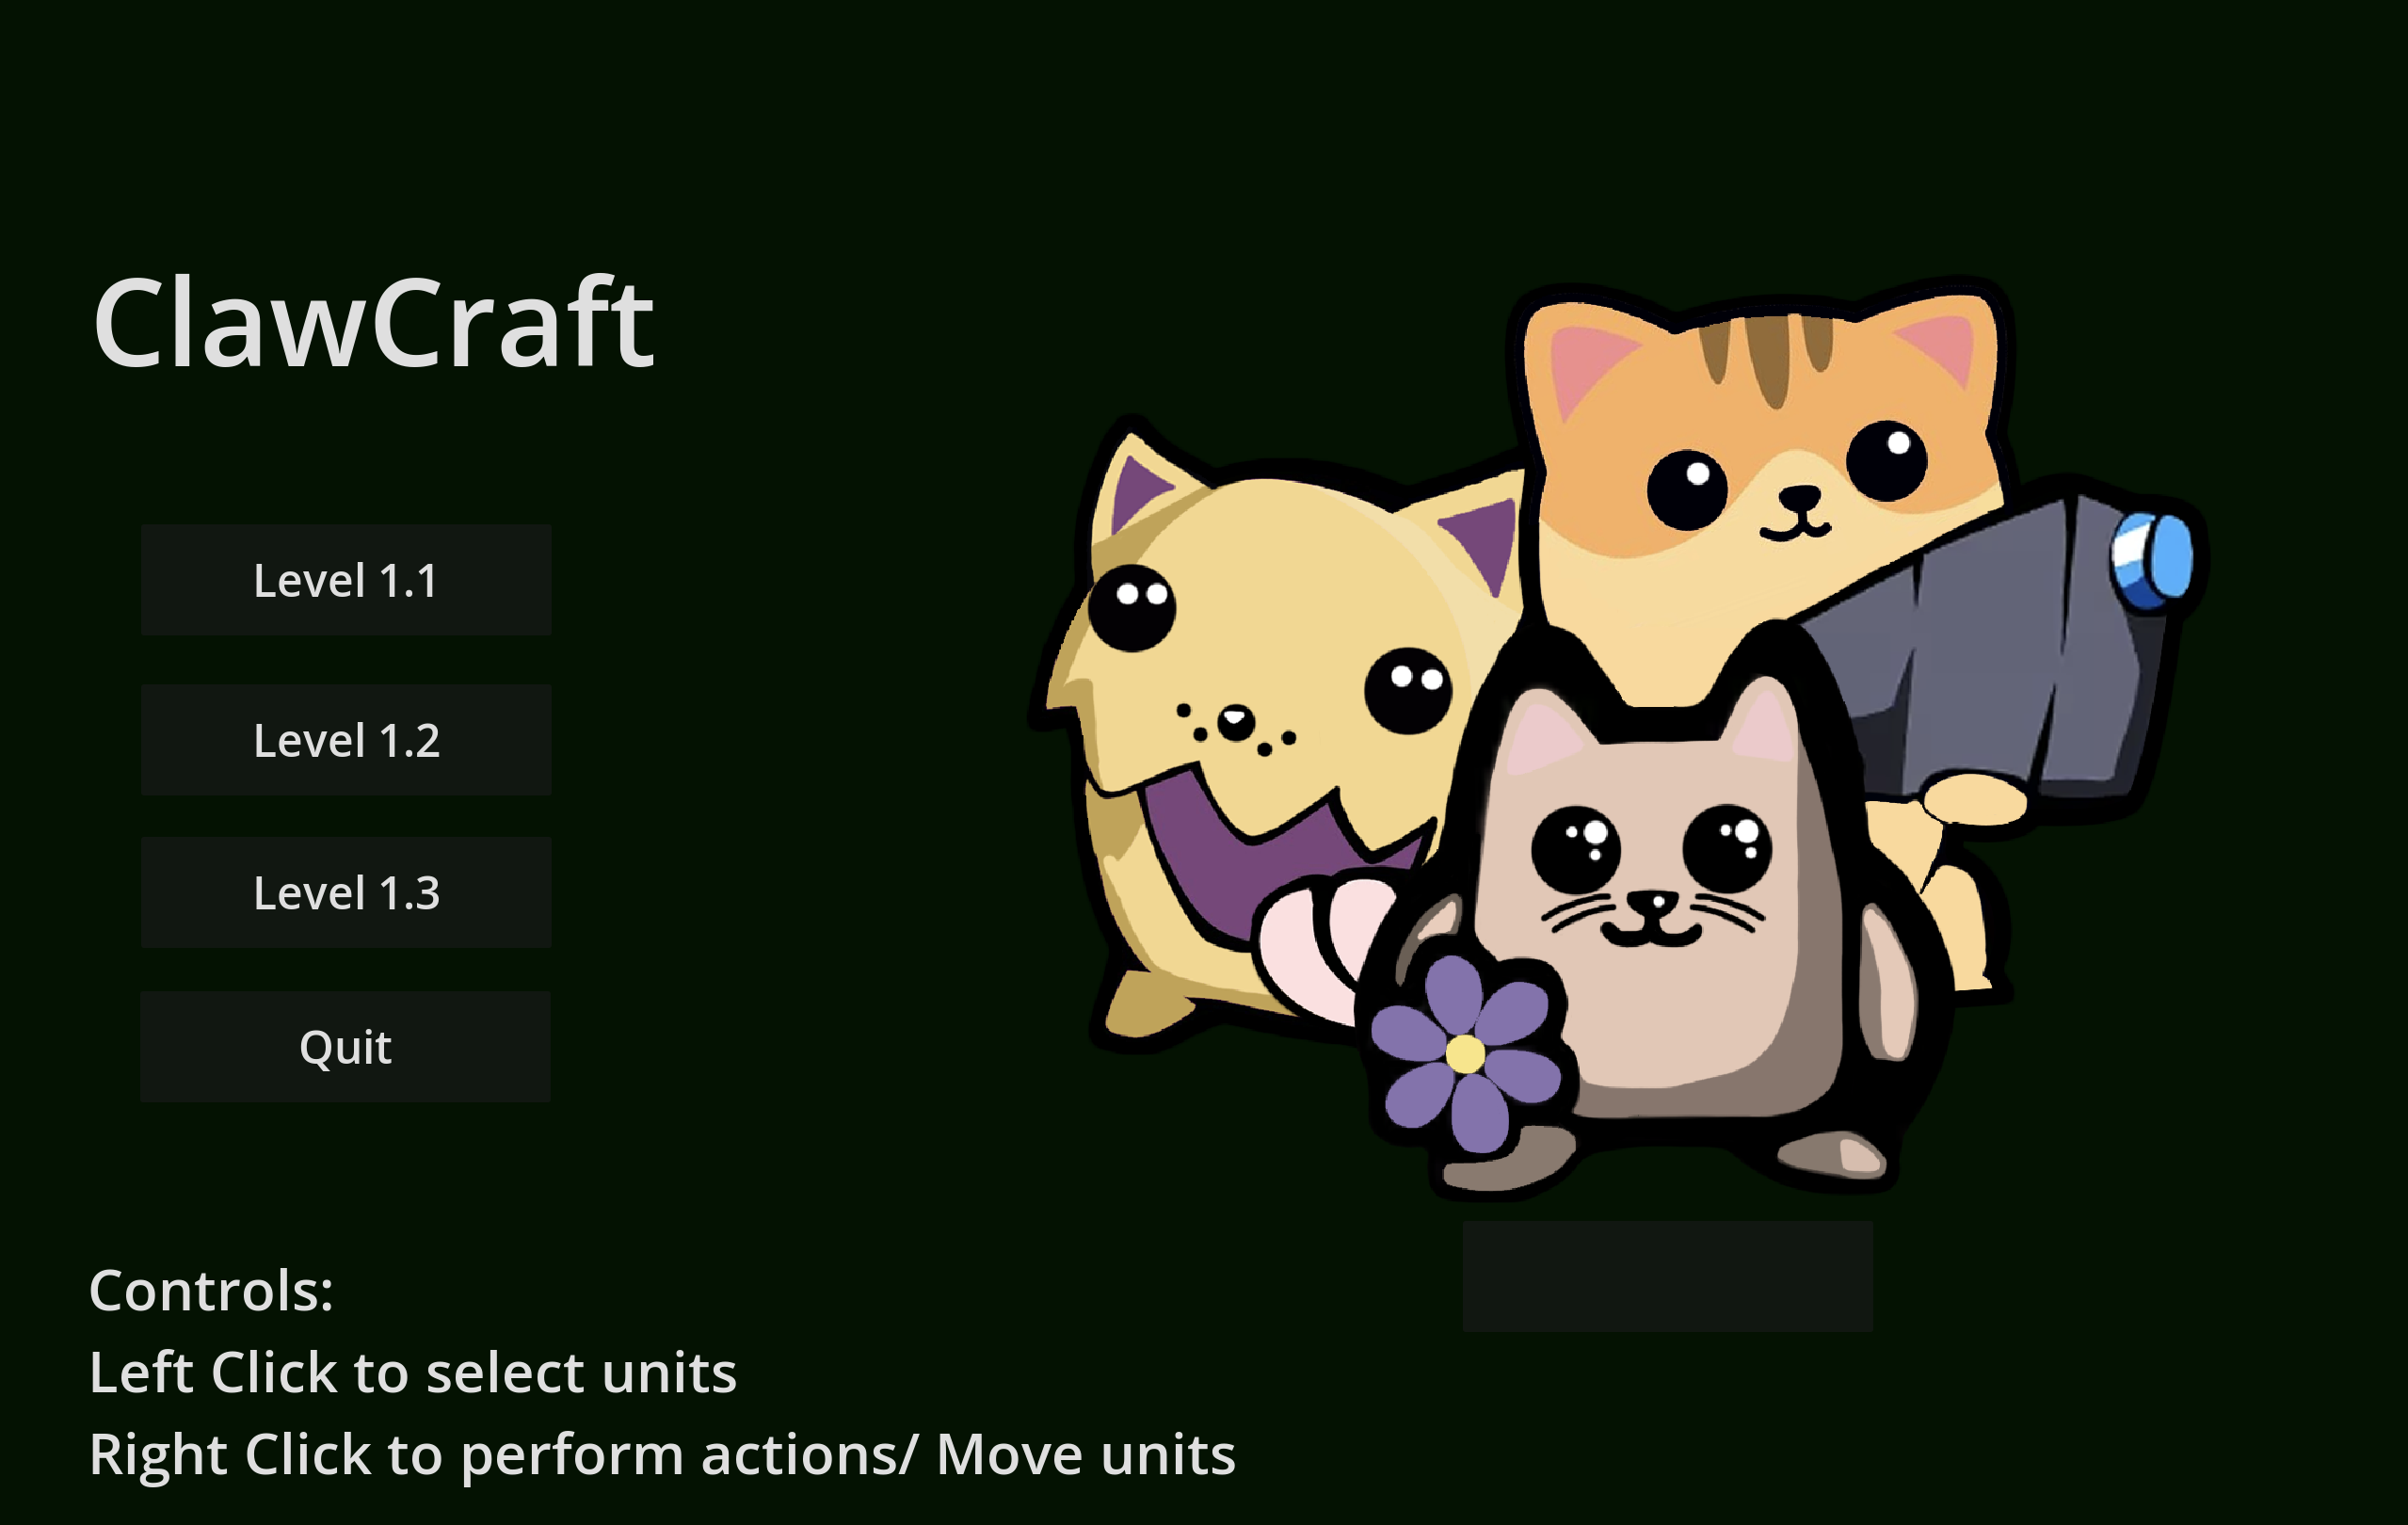 ClawCraft
Level 1.1
Level 1.2
Level 1.3
Quit
Controls:
Left Click to select units
Right Click to perform actions/ Move units